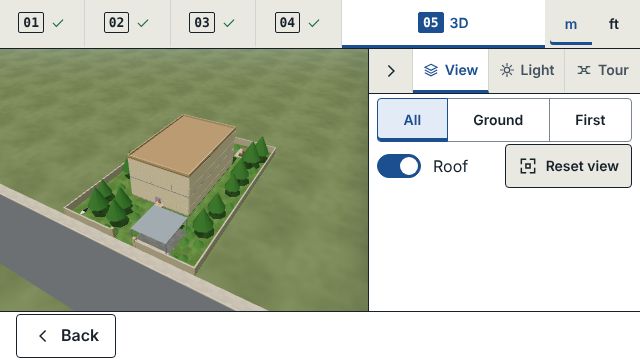 01
02
03
04
05 3D
m
ft
View
Light
Tour
All
Ground
First
Roof
Reset view
Back